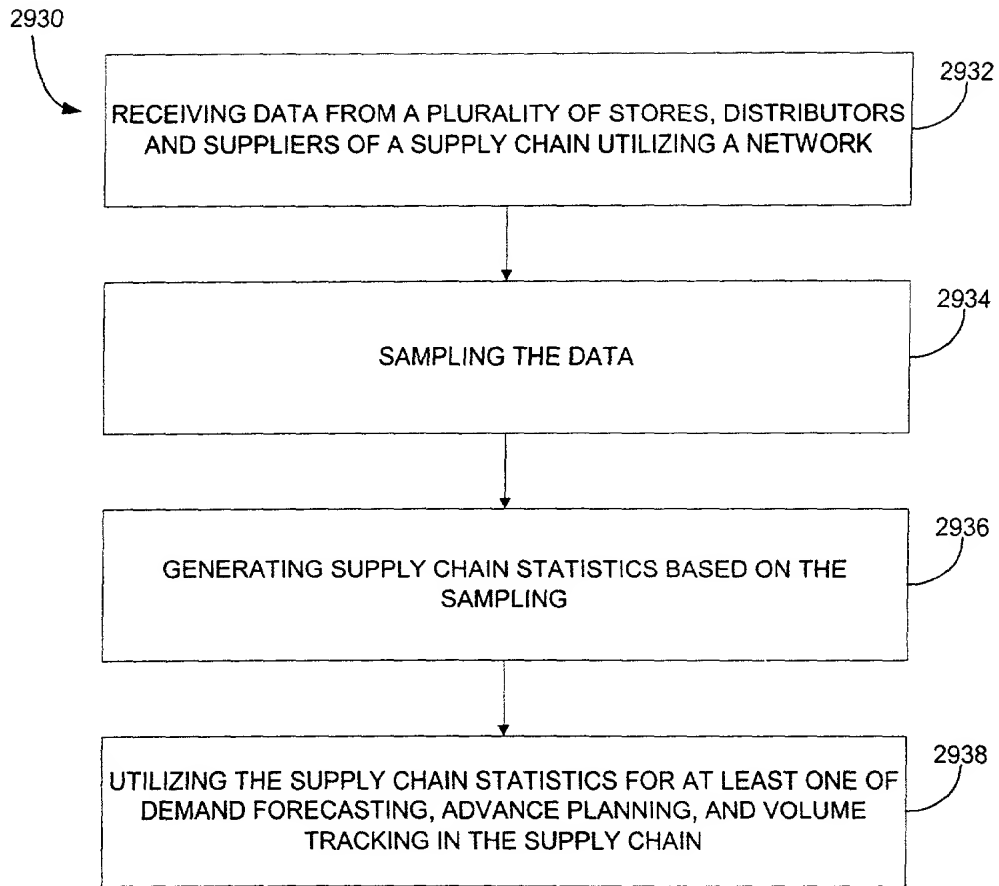 2930
2932
RECEIVING DATA FROM A PLURALITY OF STORES, DISTRIBUTORS
AND SUPPLIERS OF A SUPPLY CHAIN UTILIZING A NETWORK
2934
SAMPLING THE DATA
2936
GENERATING SUPPLY CHAIN STATISTICS BASED ON THE
SAMPLING
2938
UTILIZING THE SUPPLY CHAIN STATISTICS FOR AT LEAST ONE OF
DEMAND FORECASTING, ADVANCE PLANNING, AND VOLUME
TRACKING IN THE SUPPLY CHAIN